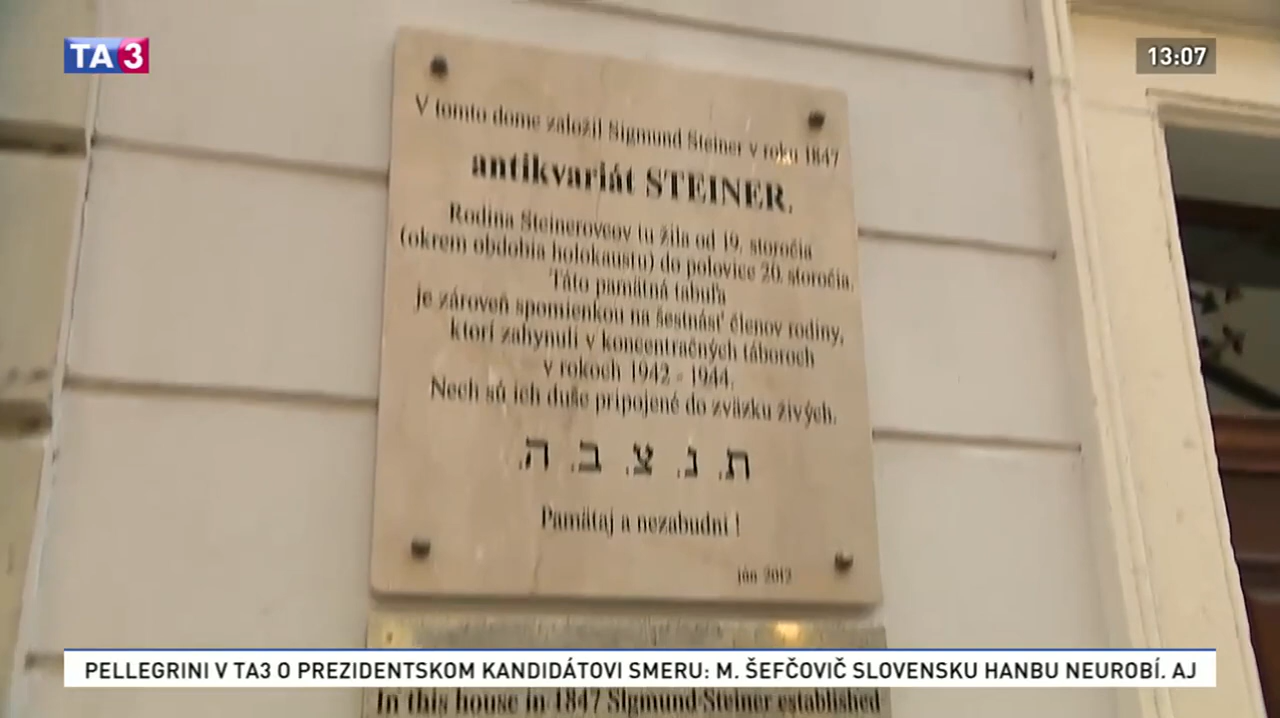 TA3
13:07
V tomto dome založil Sigmund Steiner v roku 1847
antikvariát STEINER.
Rodina Steinerovcov tu žila od 19. storočia
(okrem obdobia holokaustu) do polovice 20. storočia.
Táto pamätná tabuľa
je zároveň spomienkou na šestnásť členov rodiny,
ktorí zahynuli v koncentračných táboroch
v rokoch 1942 - 1944.
Nech sú ich duše pripojené do zväzku živých.
ת.נ.צ.ב.ה.
Pamätaj a nezabudni !
jún 2012
PELLEGRINI V TA3 O PREZIDENTSKOM KANDIDÁTOVI SMERU: M. ŠEFČOVIČ SLOVENSKU HANBU NEUROBÍ. AJ
In this house in 1847 Sigmund Steiner established